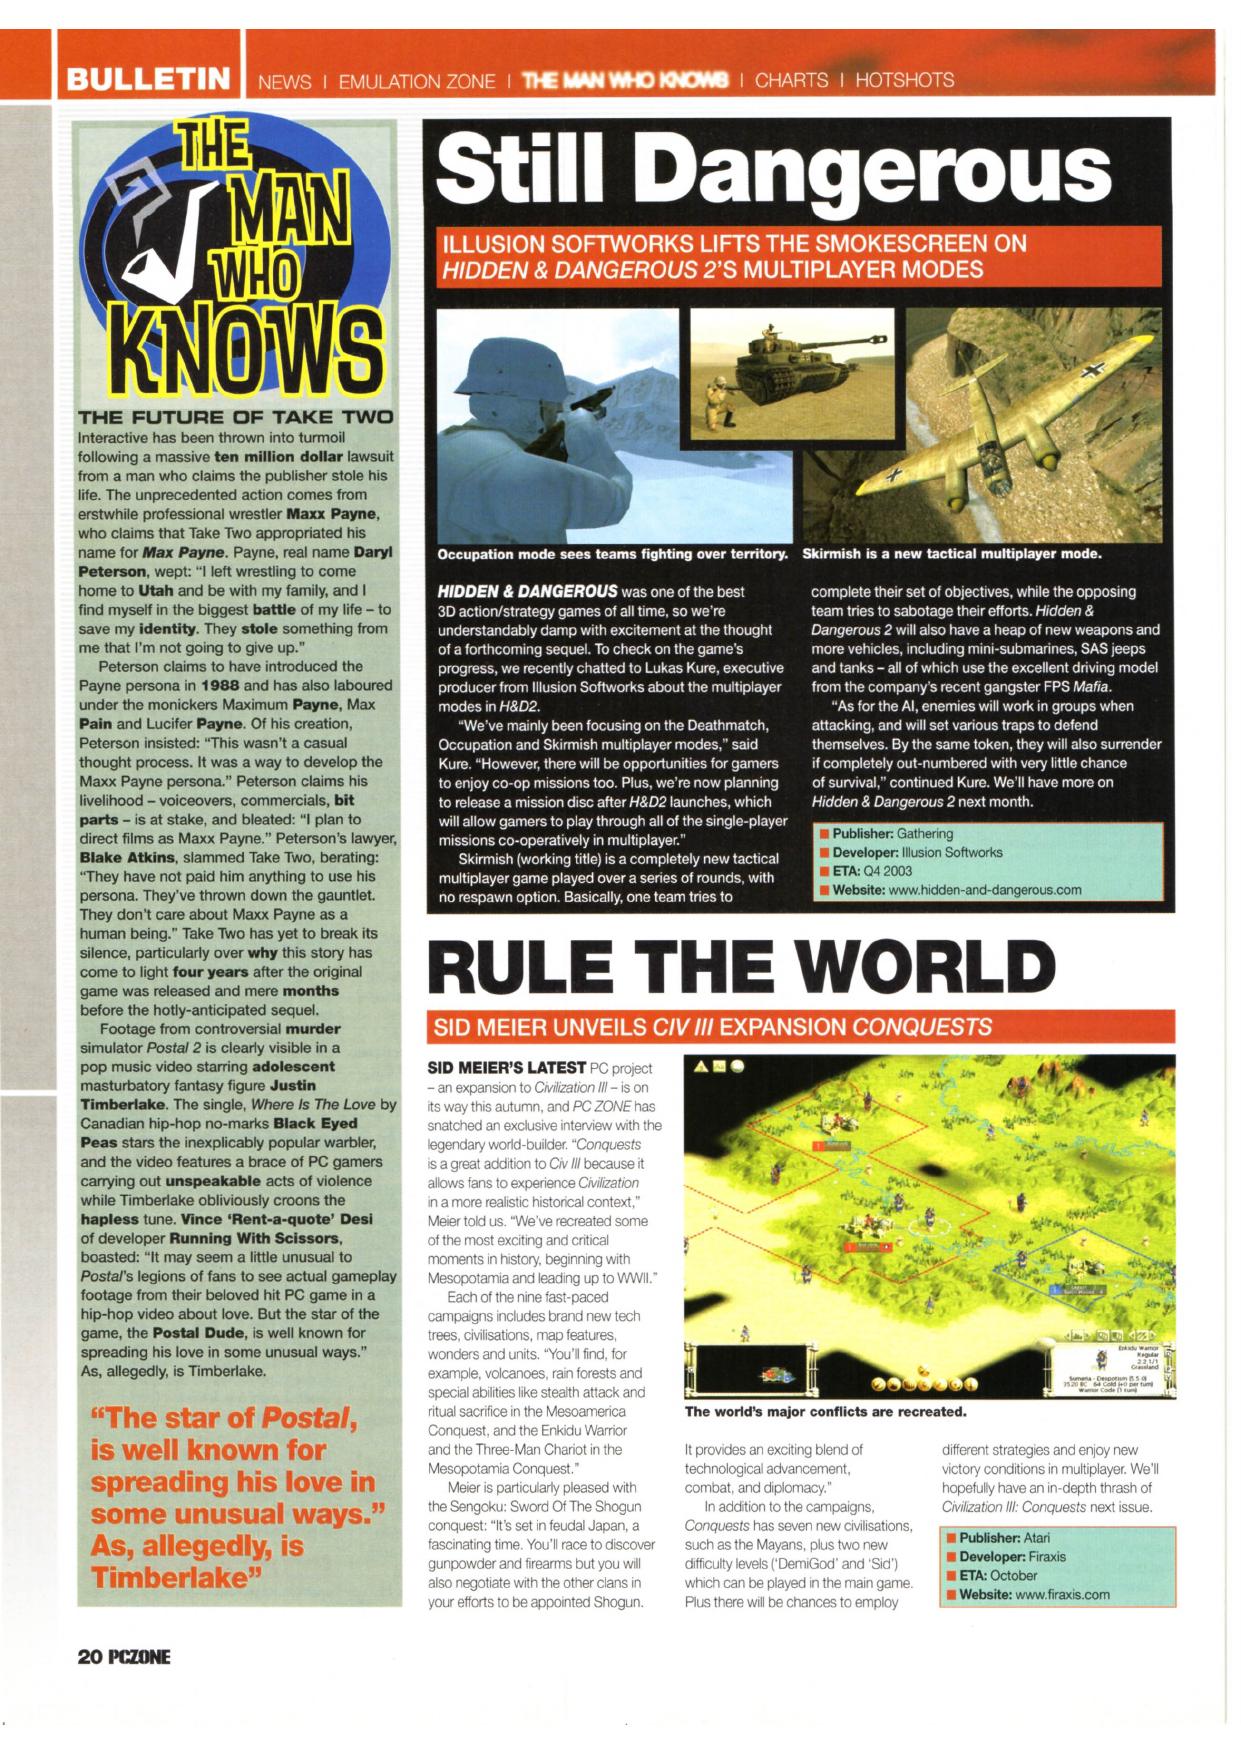 BULLETIN
NEWS | EMULATION ZONE | THE MAN WHO KNOWS | CHARTS | HOTSHOTS
THE
MAN
WHO
KNOWS
THE FUTURE OF TAKE TWO
Interactive has been thrown into turmoil
following a massive ten million dollar lawsuit
from a man who claims the publisher stole his
life. The unprecedented action comes from
erstwhile professional wrestler Maxx Payne,
who claims that Take Two appropriated his
name for Max Payne. Payne, real name Daryl
Peterson, wept: “I left wrestling to come
home to Utah and be with my family, and I
find myself in the biggest battle of my life – to
save my identity. They stole something from
me that I'm not going to give up.”
Peterson claims to have introduced the
Payne persona in 1988 and has also laboured
under the monickers Maximum Payne, Max
Pain and Lucifer Payne. Of his creation,
Peterson insisted: “This wasn't a casual
thought process. It was a way to develop the
Maxx Payne persona.” Peterson claims his
livelihood – voiceovers, commercials, bit
parts – is at stake, and bleated: “I plan to
direct films as Maxx Payne.” Peterson's lawyer,
Blake Atkins, slammed Take Two, berating:
“They have not paid him anything to use his
persona. They've thrown down the gauntlet.
They don't care about Maxx Payne as a
human being.” Take Two has yet to break its
silence, particularly over why this story has
come to light four years after the original
game was released and mere months
before the hotly-anticipated sequel.
Footage from controversial murder
simulator Postal 2 is clearly visible in a
pop music video starring adolescent
masturbatory fantasy figure Justin
Timberlake. The single, Where Is The Love by
Canadian hip-hop no-marks Black Eyed
Peas stars the inexplicably popular warbler,
and the video features a brace of PC gamers
carrying out unspeakable acts of violence
while Timberlake obliviously croons the
hapless tune. Vince ‘Rent-a-quote’ Desi
of developer Running With Scissors,
boasted: “It may seem a little unusual to
Postal's legions of fans to see actual gameplay
footage from their beloved hit PC game in a
hip-hop video about love. But the star of the
game, the Postal Dude, is well known for
spreading his love in some unusual ways.”
As, allegedly, is Timberlake.
“The star of Postal,
is well known for
spreading his love in
some unusual ways.”
As, allegedly, is
Timberlake”
Still Dangerous
ILLUSION SOFTWORKS LIFTS THE SMOKESCREEN ON
HIDDEN & DANGEROUS 2'S MULTIPLAYER MODES
Occupation mode sees teams fighting over territory.
Skirmish is a new tactical multiplayer mode.
HIDDEN & DANGEROUS was one of the best
3D action/strategy games of all time, so we're
understandably damp with excitement at the thought
of a forthcoming sequel. To check on the game's
progress, we recently chatted to Lukas Kure, executive
producer from Illusion Softworks about the multiplayer
modes in H&D2.
“We've mainly been focusing on the Deathmatch,
Occupation and Skirmish multiplayer modes,” said
Kure. “However, there will be opportunities for gamers
to enjoy co-op missions too. Plus, we're now planning
to release a mission disc after H&D2 launches, which
will allow gamers to play through all of the single-player
missions co-operatively in multiplayer.”
Skirmish (working title) is a completely new tactical
multiplayer game played over a series of rounds, with
no respawn option. Basically, one team tries to
complete their set of objectives, while the opposing
team tries to sabotage their efforts. Hidden &
Dangerous 2 will also have a heap of new weapons and
more vehicles, including mini-submarines, SAS jeeps
and tanks – all of which use the excellent driving model
from the company's recent gangster FPS Mafia.
“As for the AI, enemies will work in groups when
attacking, and will set various traps to defend
themselves. By the same token, they will also surrender
if completely out-numbered with very little chance
of survival,” continued Kure. We'll have more on
Hidden & Dangerous 2 next month.
Publisher: Gathering
Developer: Illusion Softworks
ETA: Q4 2003
Website: www.hidden-and-dangerous.com
RULE THE WORLD
SID MEIER UNVEILS CIV III EXPANSION CONQUESTS
SID MEIER'S LATEST PC project
– an expansion to Civilization III – is on
its way this autumn, and PC ZONE has
snatched an exclusive interview with the
legendary world-builder. “Conquests
is a great addition to Civ III because it
allows fans to experience Civilization
in a more realistic historical context,”
Meier told us. “We've recreated some
of the most exciting and critical
moments in history, beginning with
Mesopotamia and leading up to WWII.”
Each of the nine fast-paced
campaigns includes brand new tech
trees, civilisations, map features,
wonders and units. “You'll find, for
example, volcanoes, rain forests and
special abilities like stealth attack and
ritual sacrifice in the Mesoamerica
Conquest, and the Enkidu Warrior
and the Three-Man Chariot in the
Mesopotamia Conquest.”
Meier is particularly pleased with
the Sengoku: Sword Of The Shogun
conquest: “It's set in feudal Japan, a
fascinating time. You'll race to discover
gunpowder and firearms but you will
also negotiate with the other clans in
your efforts to be appointed Shogun.
Enkidu Warrior
Regular
2.2.1/1
Grassland
Sumeria - Despotism (5.5.0)
3520 BC 64 Gold (+0 per turn)
Warrior Code (1 turn)
The world's major conflicts are recreated.
It provides an exciting blend of
technological advancement,
combat, and diplomacy.”
In addition to the campaigns,
Conquests has seven new civilisations,
such as the Mayans, plus two new
difficulty levels (‘DemiGod’ and ‘Sid’)
which can be played in the main game.
Plus there will be chances to employ
different strategies and enjoy new
victory conditions in multiplayer. We'll
hopefully have an in-depth thrash of
Civilization III: Conquests next issue.
Publisher: Atari
Developer: Firaxis
ETA: October
Website: www.firaxis.com
20 PCZONE